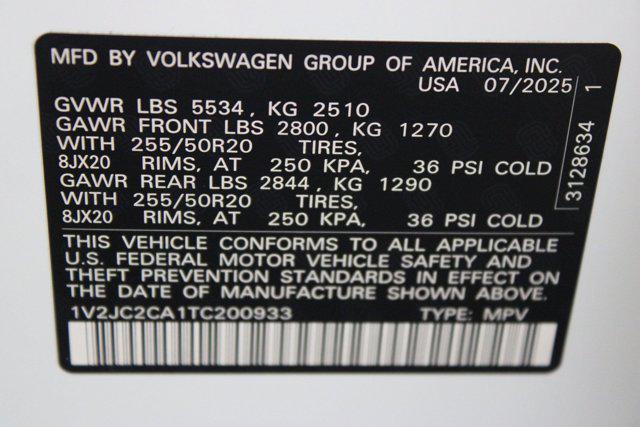 MFD BY VOLKSWAGEN GROUP OF AMERICA, INC.
USA 07/2025
GVWR LBS 5534, KG 2510
GAWR FRONT LBS 2800, KG 1270
WITH 255/50R20 TIRES,
8JX20 RIMS, AT 250 KPA, 36 PSI COLD
GAWR REAR LBS 2844, KG 1290
WITH 255/50R20 TIRES,
8JX20 RIMS, AT 250 KPA, 36 PSI COLD
THIS VEHICLE CONFORMS TO ALL APPLICABLE
U.S. FEDERAL MOTOR VEHICLE SAFETY AND
THEFT PREVENTION STANDARDS IN EFFECT ON
THE DATE OF MANUFACTURE SHOWN ABOVE.
1V2JC2CA1TC200933 TYPE: MPV
3128634 1